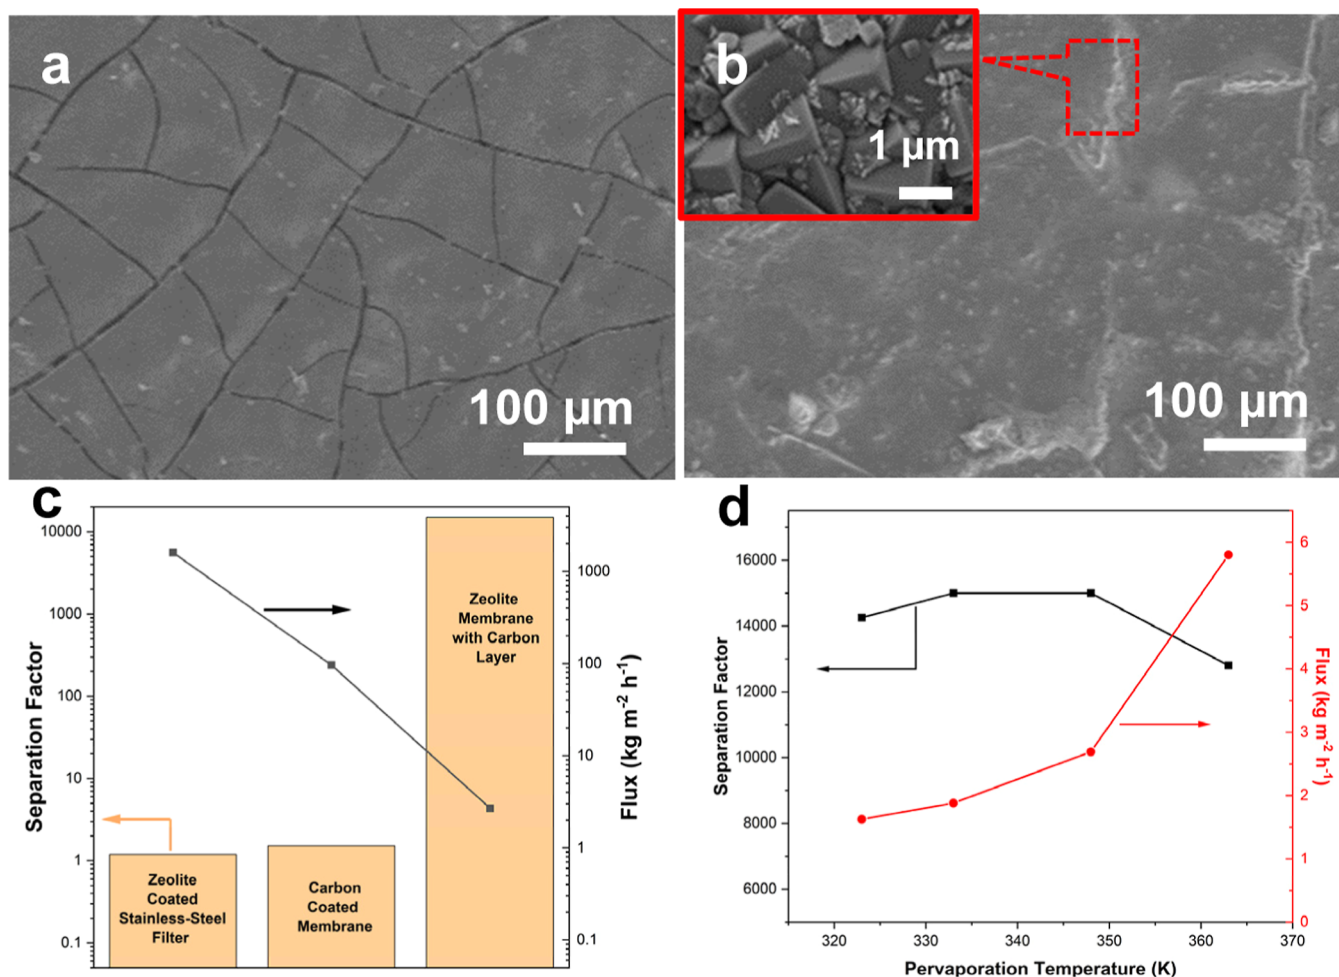 a
100 μm
b
1 μm
100 μm
c
10000
1000
100
10
1
0.1
Separation Factor
Zeolite
Coated
Stainless-Steel
Filter
Carbon
Coated
Membrane
Zeolite
Membrane
with Carbon
Layer
1000
100
10
1
0.1
Flux (kg m⁻² h⁻¹)
d
16000
14000
12000
10000
8000
6000
Separation Factor
320
330
340
350
360
370
Pervaporation Temperature (K)
6
5
4
3
2
1
0
Flux (kg m⁻² h⁻¹)